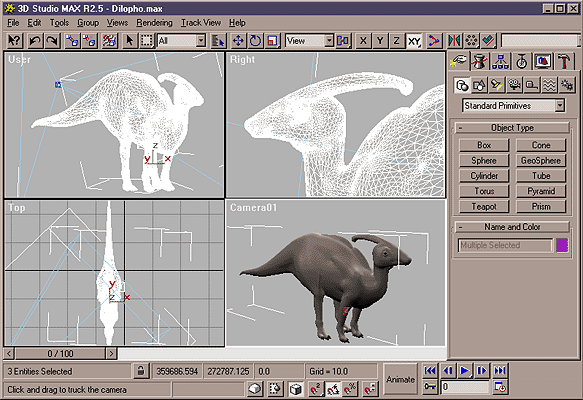 3D Studio MAX R2.5 - Dilopho.max
File Edit Tools Group Views Rendering Track View Help
All View X Y Z XY
User Right
Standard Primitives
- Object Type
Box Cone
Sphere GeoSphere
Cylinder Tube
Torus Pyramid
Teapot Prism
z
y x
Top Camera01
- Name and Color
Multiple Selected
y
z x
0 / 100
3 Entities Selected 359686.594 272787.125 0.0 Grid = 10.0
Animate
Click and drag to truck the camera 0